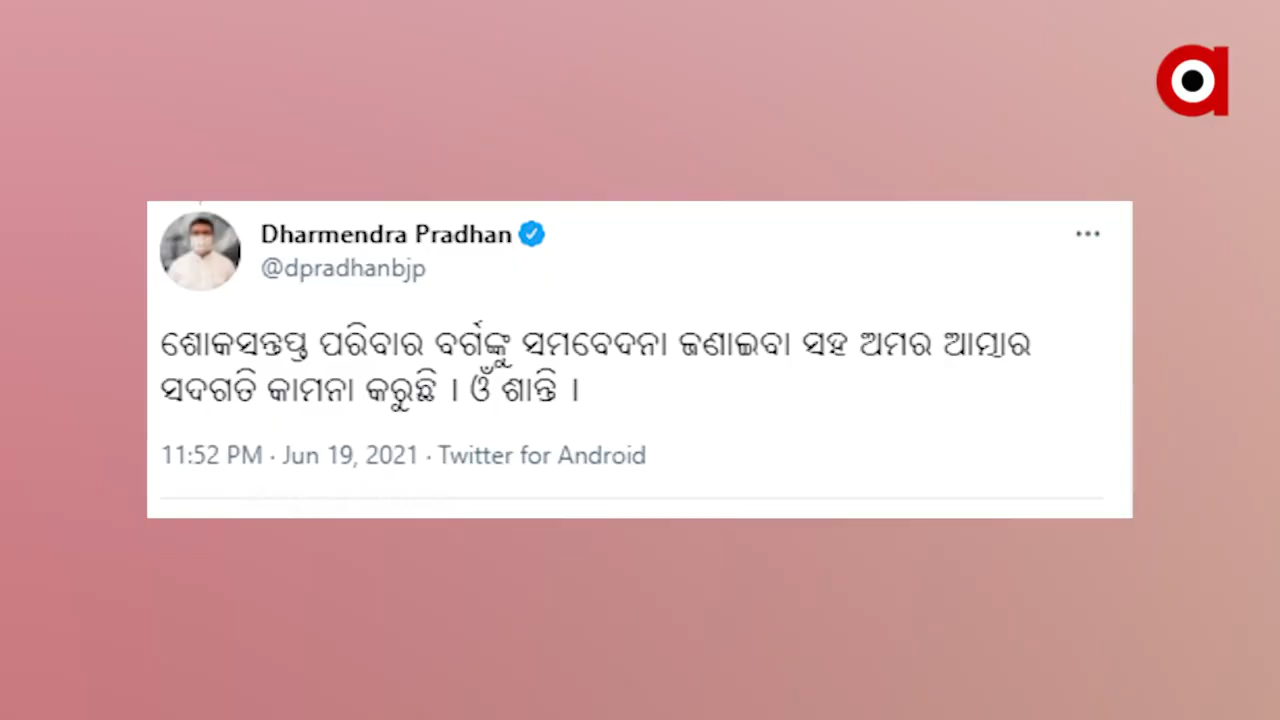 Dharmendra Pradhan
@dpradhanbjp
ଶୋକସନ୍ତପ୍ତ ପରିବାର ବର୍ଗଙ୍କୁ ସମବେଦନା ଜଣାଇବା ସହ ଅମର ଆତ୍ମାର
ସଦଗତି କାମନା କରୁଛି । ଓଁ ଶାନ୍ତି ।
11:52 PM · Jun 19, 2021 · Twitter for Android